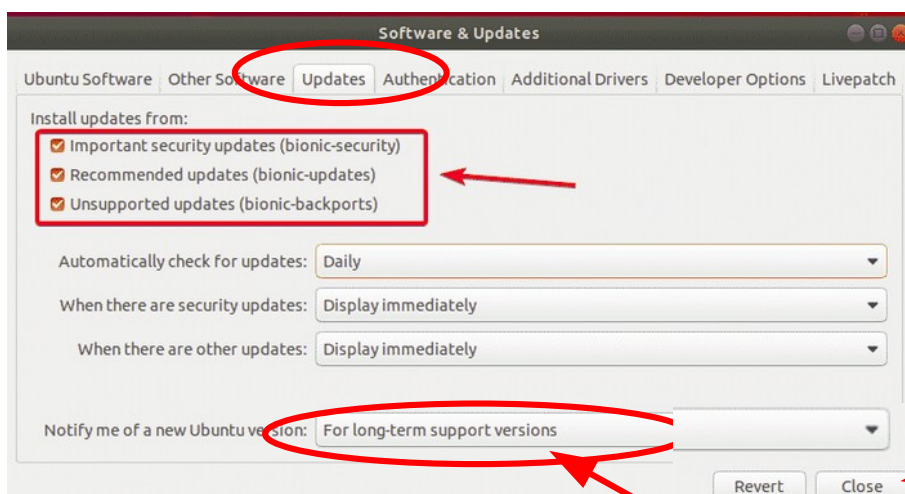 Software & Updates
Ubuntu Software Other Software Updates Authentication Additional Drivers Developer Options Livepatch
Install updates from:
Important security updates (bionic-security)
Recommended updates (bionic-updates)
Unsupported updates (bionic-backports)
Automatically check for updates: Daily
When there are security updates: Display immediately
When there are other updates: Display immediately
Notify me of a new Ubuntu version: For long-term support versions
Revert Close